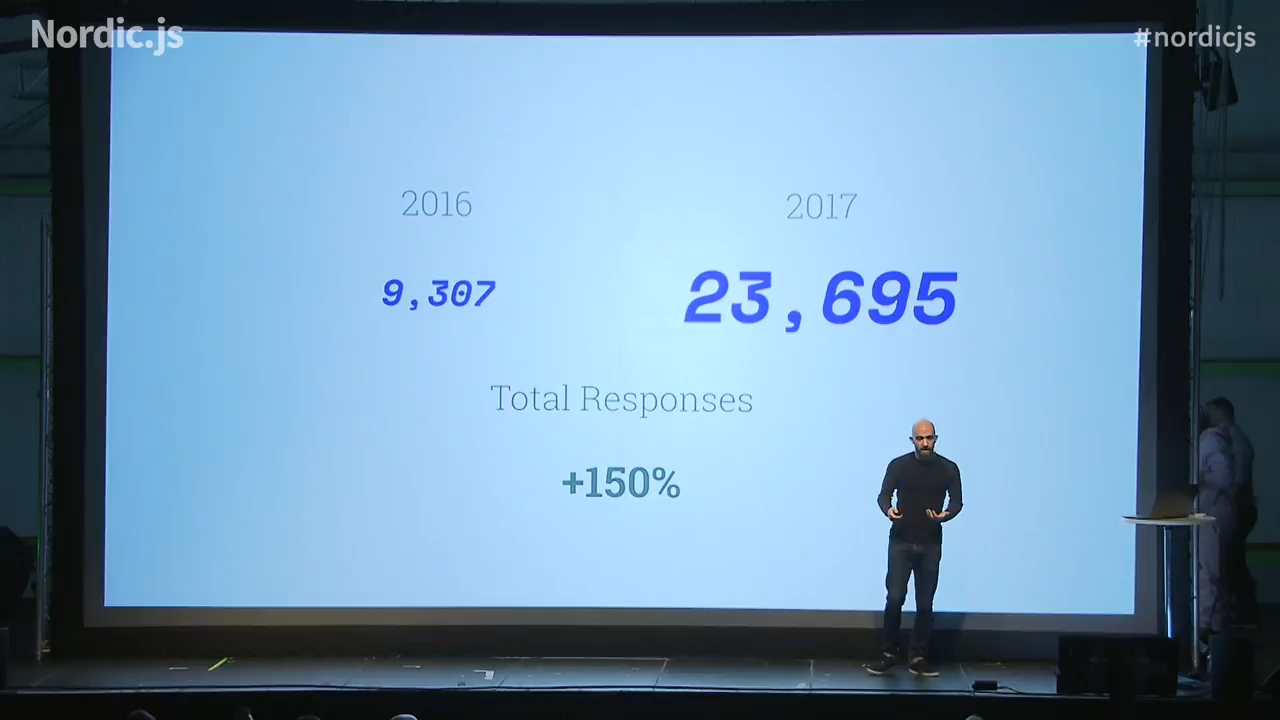 Nordic.js
#nordicjs
2016
2017
9,307
23,695
Total Responses
+150%